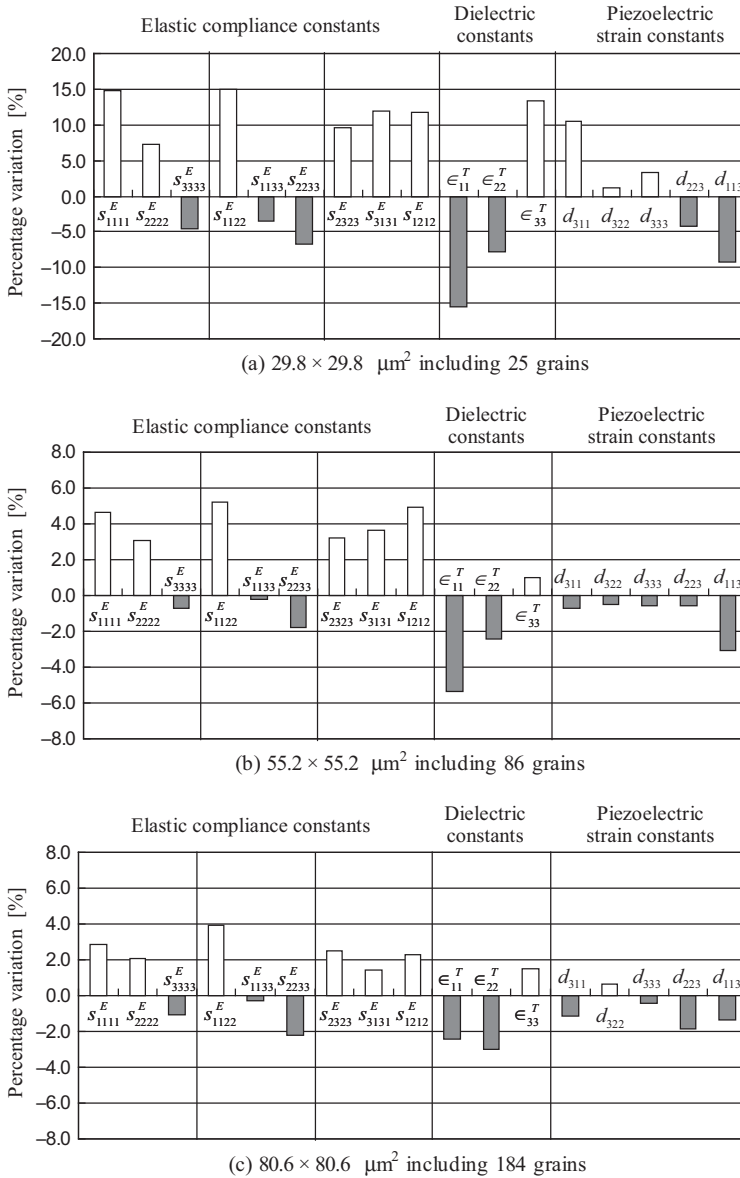 Elastic compliance constants
Dielectric constants
Piezoelectric strain constants
Percentage variation [%]
20.0
15.0
10.0
5.0
0.0
−5.0
−10.0
−15.0
−20.0
s^E_1111 s^E_2222 s^E_3333 s^E_1122 s^E_1133 s^E_2233 s^E_2323 s^E_3131 s^E_1212 ∈^T_11 ∈^T_22 ∈^T_33 d_311 d_322 d_333 d_223 d_113
(a) 29.8 × 29.8 μm² including 25 grains
Elastic compliance constants
Dielectric constants
Piezoelectric strain constants
Percentage variation [%]
8.0
6.0
4.0
2.0
0.0
−2.0
−4.0
−6.0
−8.0
s^E_1111 s^E_2222 s^E_3333 s^E_1122 s^E_1133 s^E_2233 s^E_2323 s^E_3131 s^E_1212 ∈^T_11 ∈^T_22 ∈^T_33 d_311 d_322 d_333 d_223 d_113
(b) 55.2 × 55.2 μm² including 86 grains
Elastic compliance constants
Dielectric constants
Piezoelectric strain constants
Percentage variation [%]
8.0
6.0
4.0
2.0
0.0
−2.0
−4.0
−6.0
−8.0
s^E_1111 s^E_2222 s^E_3333 s^E_1122 s^E_1133 s^E_2233 s^E_2323 s^E_3131 s^E_1212 ∈^T_11 ∈^T_22 ∈^T_33 d_311 d_322 d_333 d_223 d_113
(c) 80.6 × 80.6 μm² including 184 grains